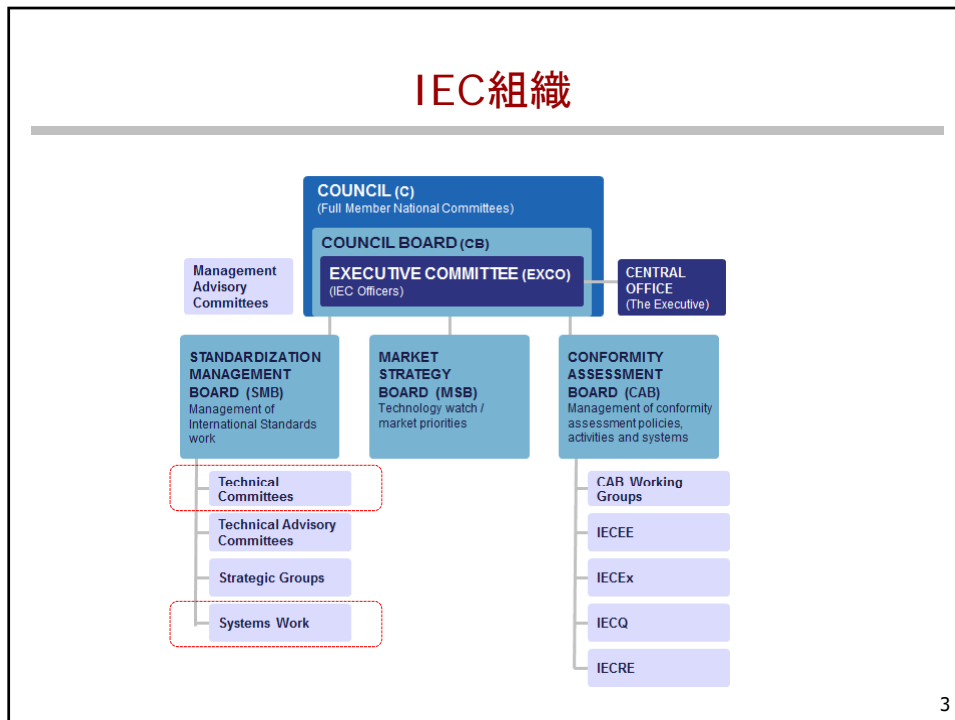 IEC組織
COUNCIL (C)
(Full Member National Committees)
COUNCIL BOARD (CB)
EXECUTIVE COMMITTEE (EXCO)
(IEC Officers)
Management
Advisory
Committees
CENTRAL
OFFICE
(The Executive)
STANDARDIZATION
MANAGEMENT
BOARD (SMB)
Management of
International Standards
work
MARKET
STRATEGY
BOARD (MSB)
Technology watch /
market priorities
CONFORMITY
ASSESSMENT
BOARD (CAB)
Management of conformity
assessment policies,
activities and systems
Technical
Committees
Technical Advisory
Committees
Strategic Groups
Systems Work
CAB Working
Groups
IECEE
IECEx
IECQ
IECRE
3